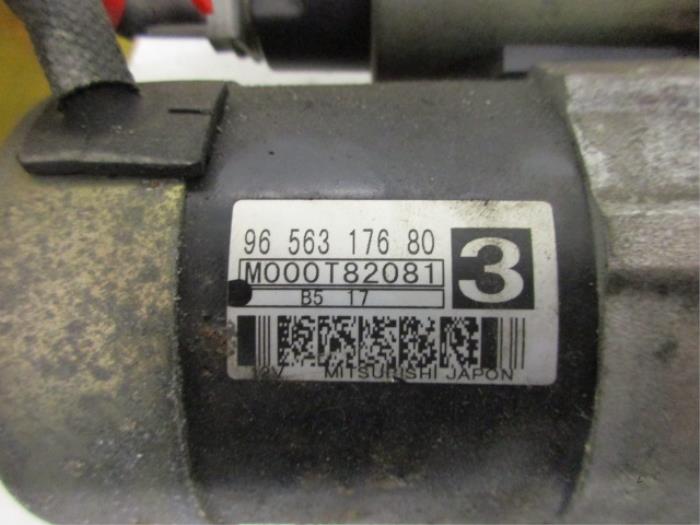 96 563 176 80
3
M000T82081
B5 17
12V MITSUBISHI JAPON